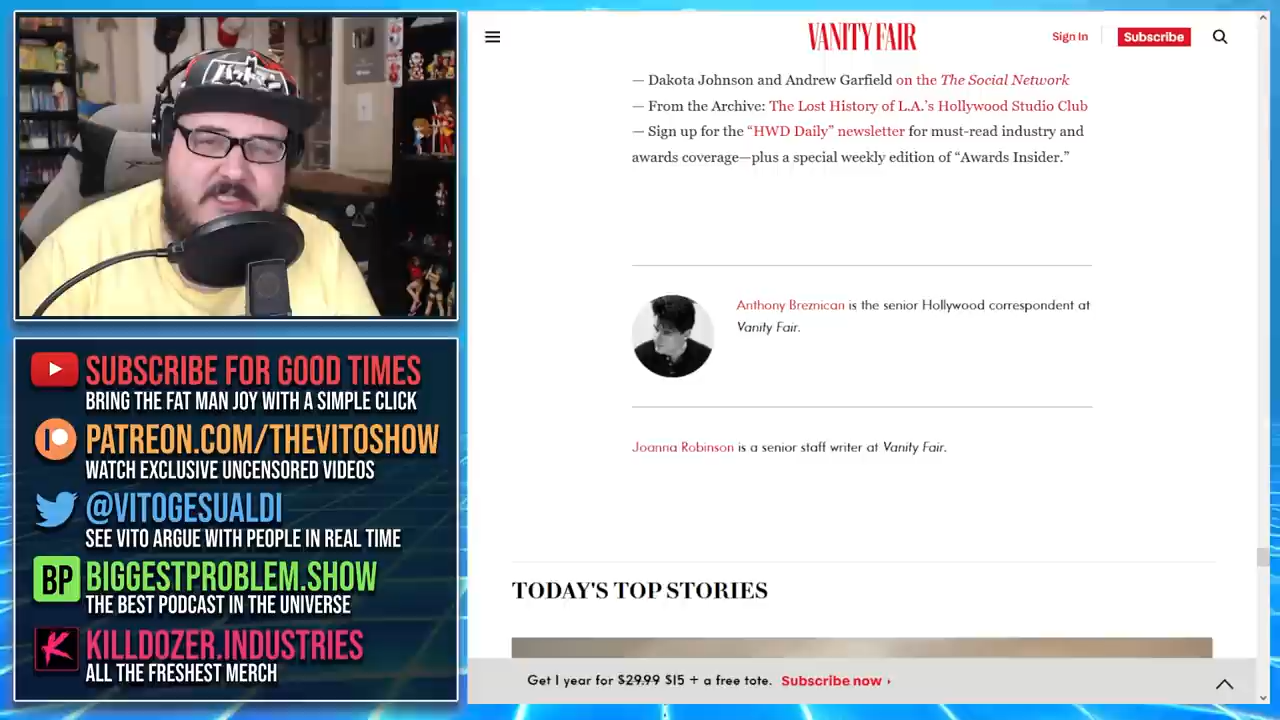 SUBSCRIBE FOR GOOD TIMES
BRING THE FAT MAN JOY WITH A SIMPLE CLICK
PATREON.COM/THEVITOSHOW
WATCH EXCLUSIVE UNCENSORED VIDEOS
@VITOGESUALDI
SEE VITO ARGUE WITH PEOPLE IN REAL TIME
BP
BIGGESTPROBLEM.SHOW
THE BEST PODCAST IN THE UNIVERSE
K
KILLDOZER.INDUSTRIES
ALL THE FRESHEST MERCH
VANITY FAIR
Sign In
Subscribe
— Dakota Johnson and Andrew Garfield on the The Social Network
— From the Archive: The Lost History of L.A.’s Hollywood Studio Club
— Sign up for the “HWD Daily” newsletter for must-read industry and
awards coverage—plus a special weekly edition of “Awards Insider.”
Anthony Breznican is the senior Hollywood correspondent at
Vanity Fair.
Joanna Robinson is a senior staff writer at Vanity Fair.
TODAY'S TOP STORIES
Get 1 year for $29.99 $15 + a free tote. Subscribe now ›